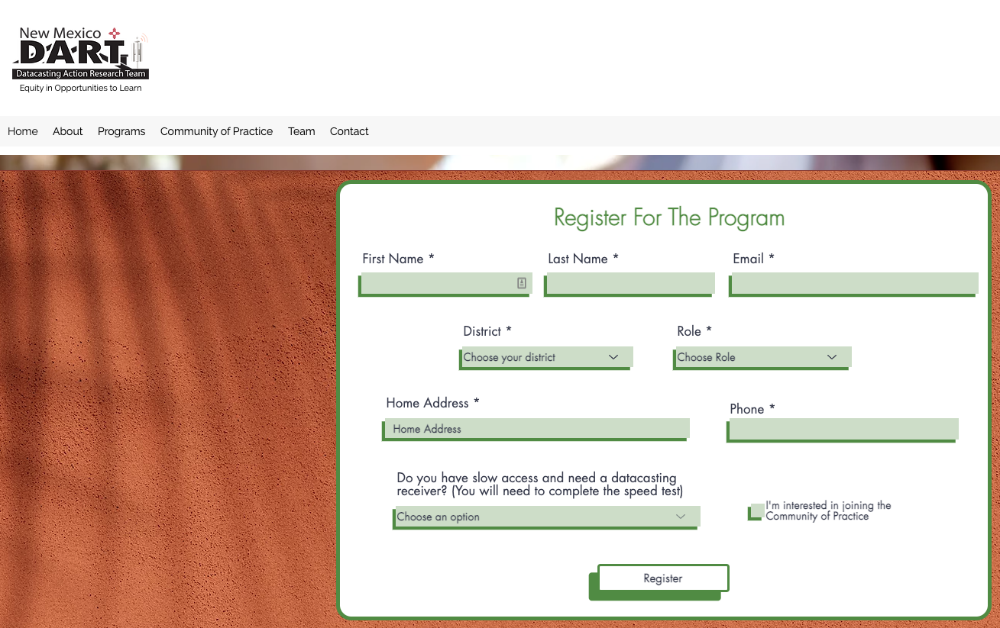 New Mexico
DART
Datacasting Action Research Team
Equity in Opportunities to Learn
Home About Programs Community of Practice Team Contact
Register For The Program
First Name * Last Name * Email *
District * Role *
Choose your district Choose Role
Home Address * Phone *
Home Address
Do you have slow access and need a datacasting
receiver? (You will need to complete the speed test)
Choose an option
I'm interested in joining the
Community of Practice
Register